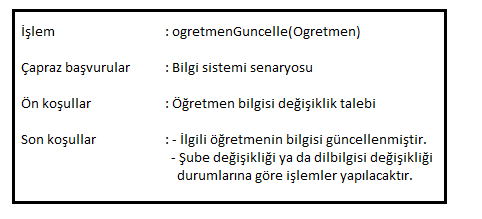 İşlem : ogretmenGuncelle(Ogretmen)
Çapraz başvurular : Bilgi sistemi senaryosu
Ön koşullar : Öğretmen bilgisi değişiklik talebi
Son koşullar : - İlgili öğretmenin bilgisi güncellenmiştir.
- Şube değişikliği ya da dilbilgisi değişikliği
durumlarına göre işlemler yapılacaktır.